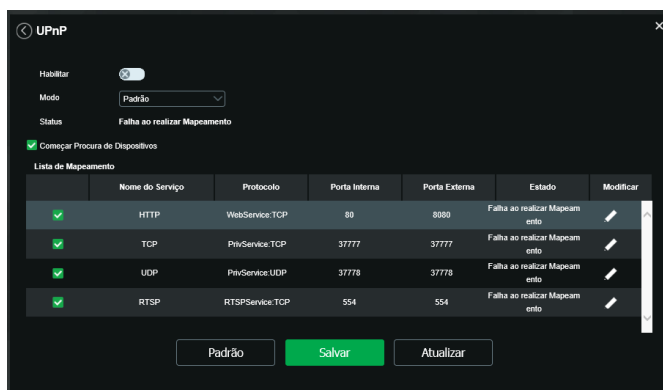 UPnP
Habilitar
Modo Padrão
Status Falha ao realizar Mapeamento
Começar Procura de Dispositivos
Lista de Mapeamento
Nome do Serviço Protocolo Porta Interna Porta Externa Estado Modificar
HTTP WebService:TCP 80 8080 Falha ao realizar Mapeam
ento
TCP PrivService:TCP 37777 37777 Falha ao realizar Mapeam
ento
UDP PrivService:UDP 37778 37778 Falha ao realizar Mapeam
ento
RTSP RTSPService:TCP 554 554 Falha ao realizar Mapeam
ento
Padrão Salvar Atualizar